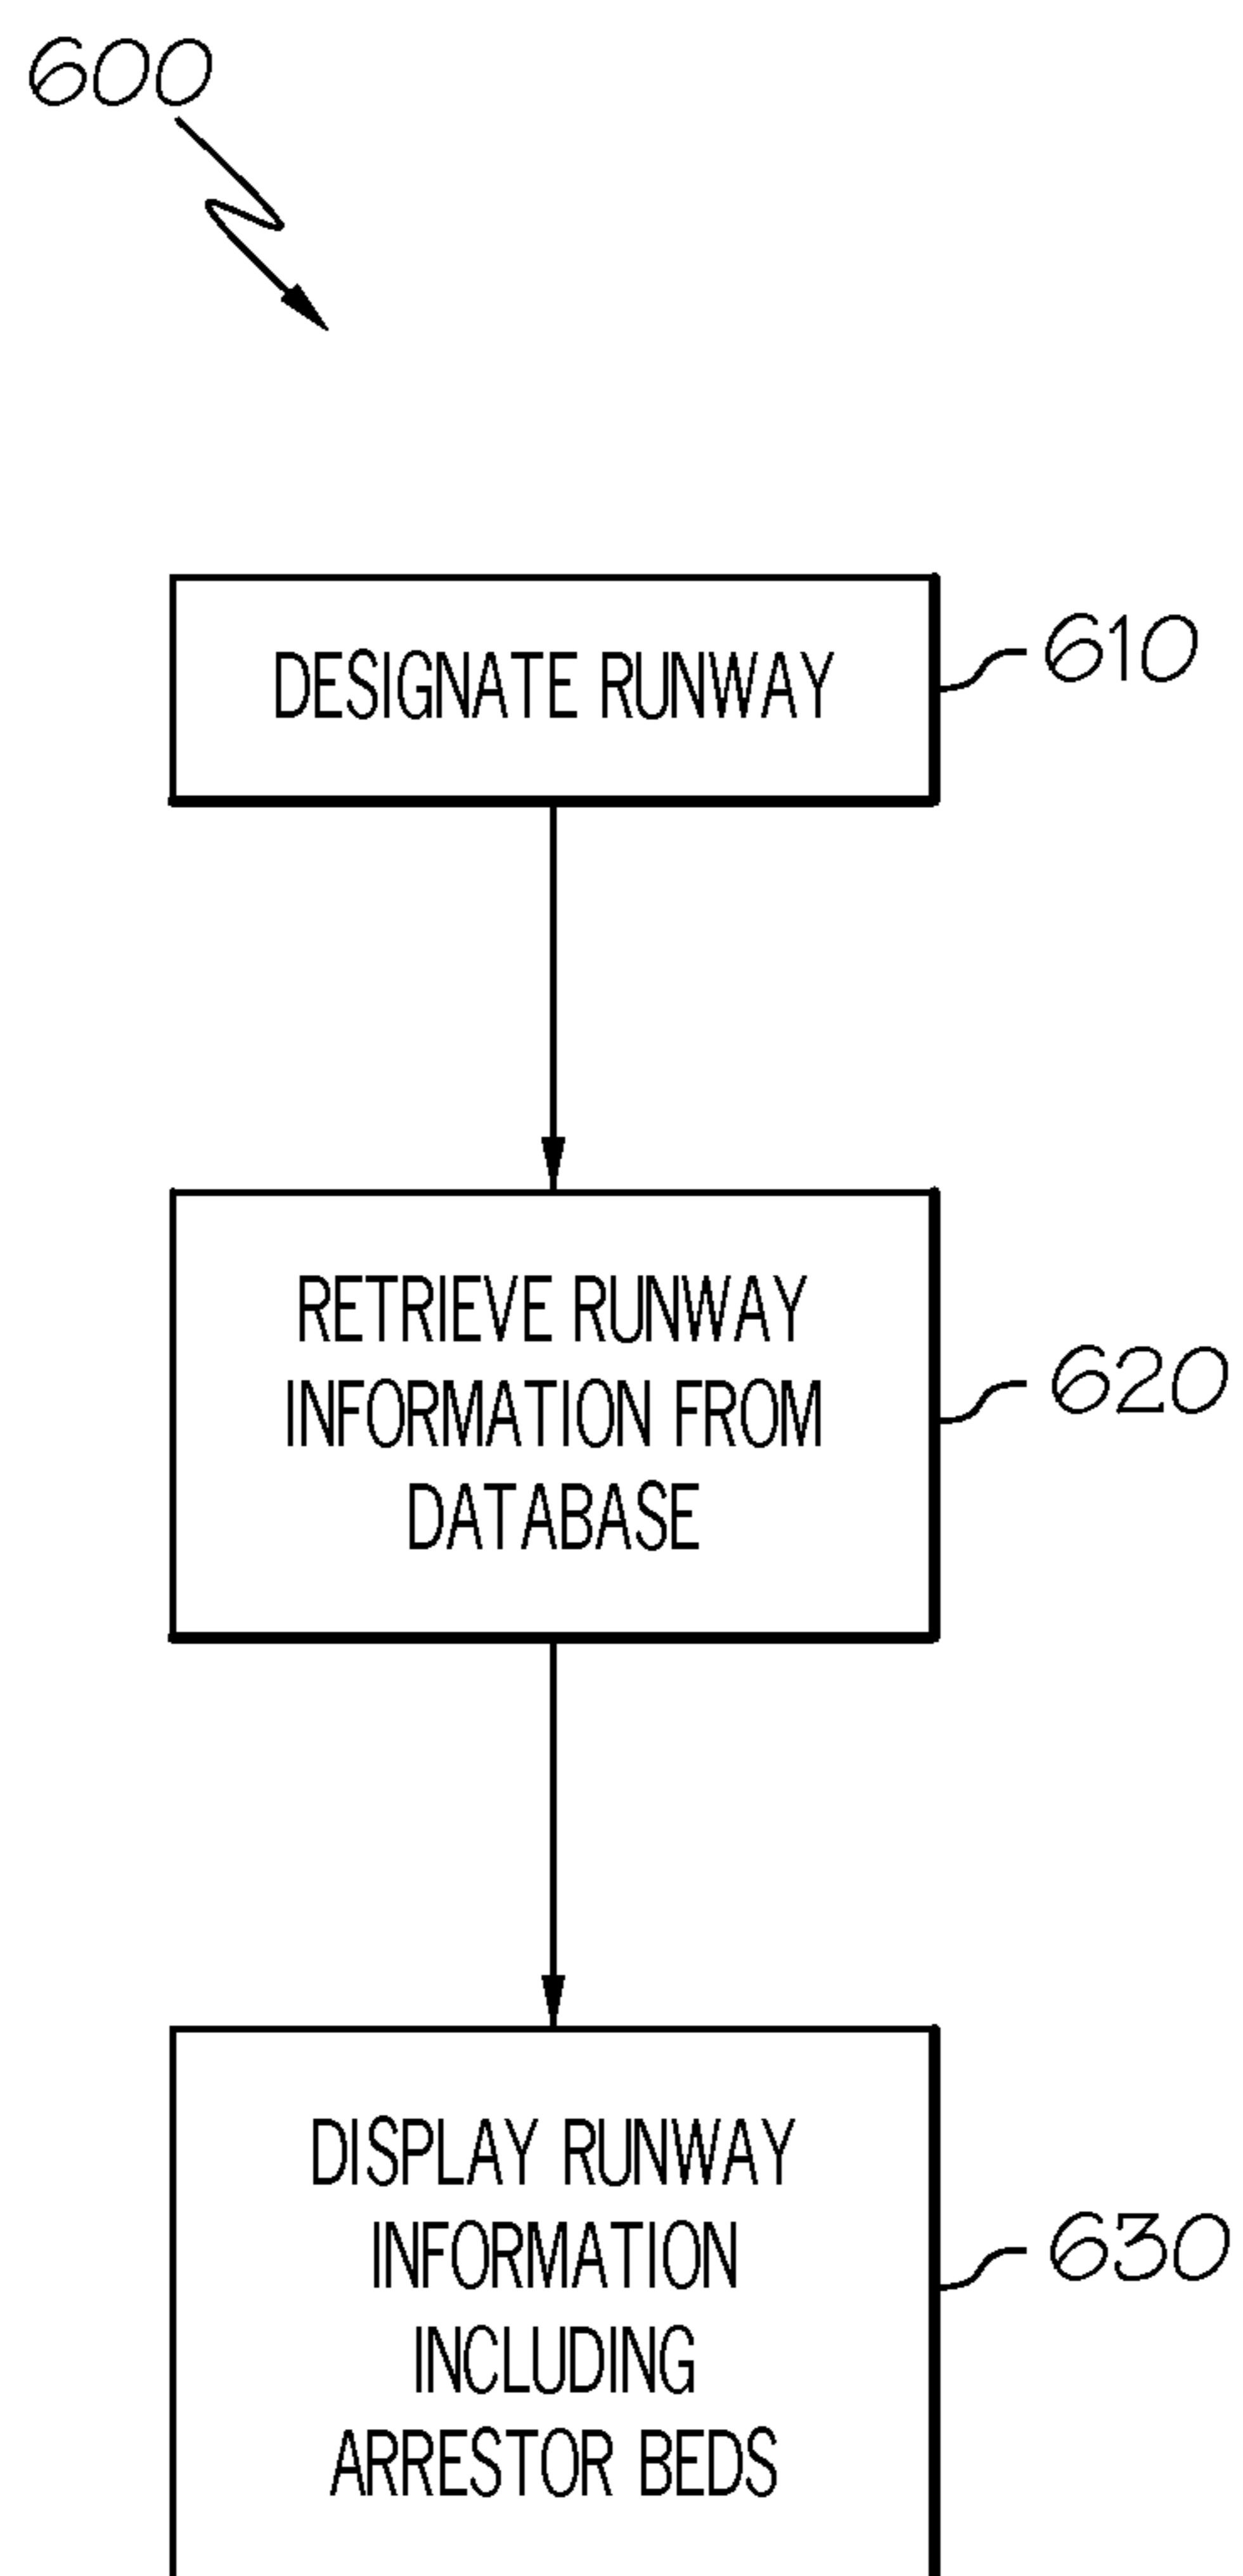 600
DESIGNATE RUNWAY
610
RETRIEVE RUNWAY
INFORMATION FROM
DATABASE
620
DISPLAY RUNWAY
INFORMATION
INCLUDING
ARRESTOR BEDS
630